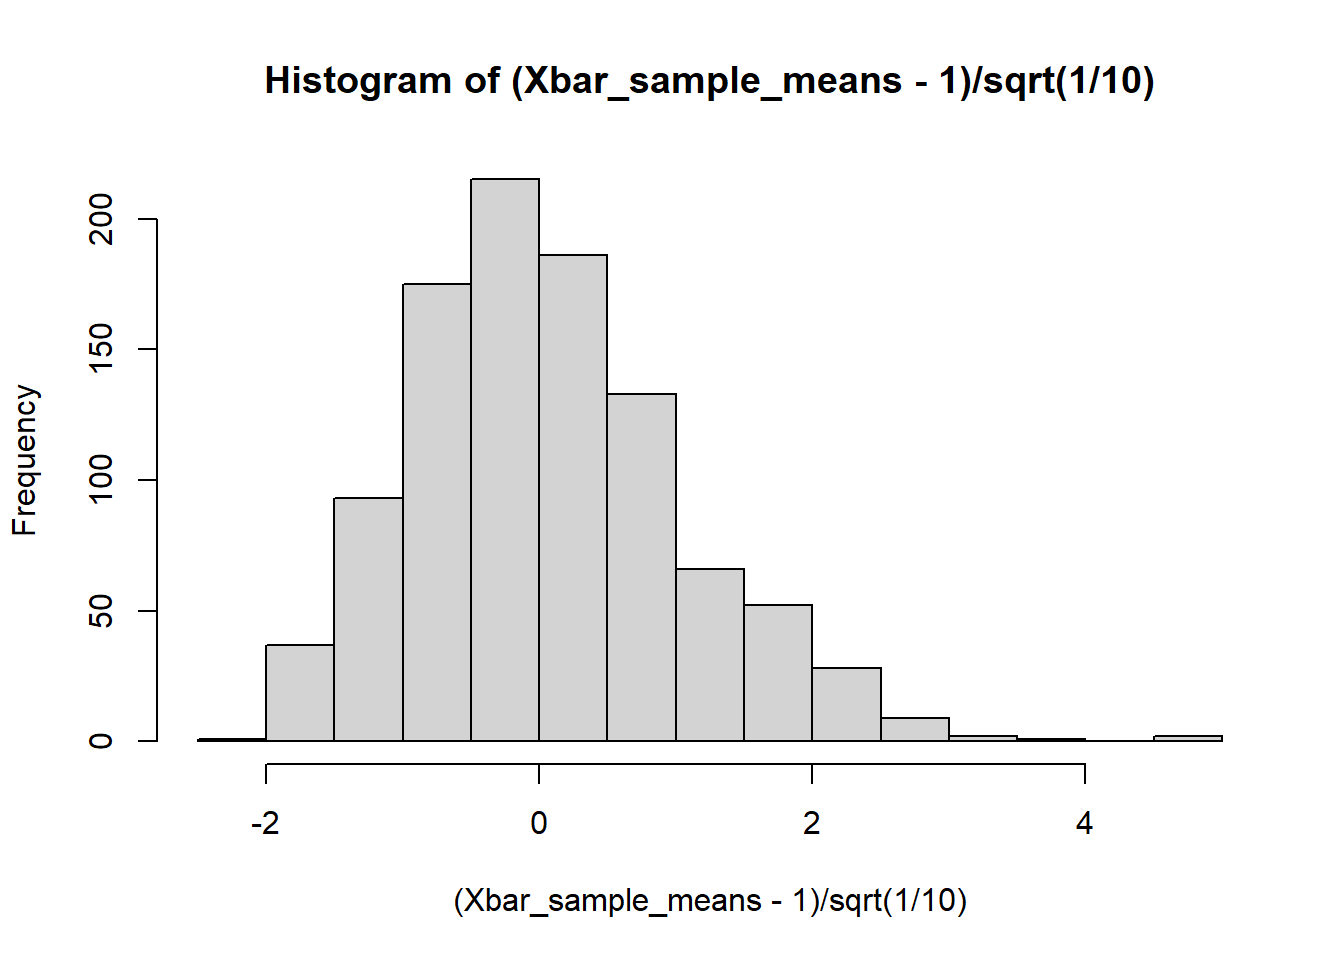 Histogram of (Xbar_sample_means - 1)/sqrt(1/10)
Frequency
200
150
100
50
0
-2 0 2 4
(Xbar_sample_means - 1)/sqrt(1/10)